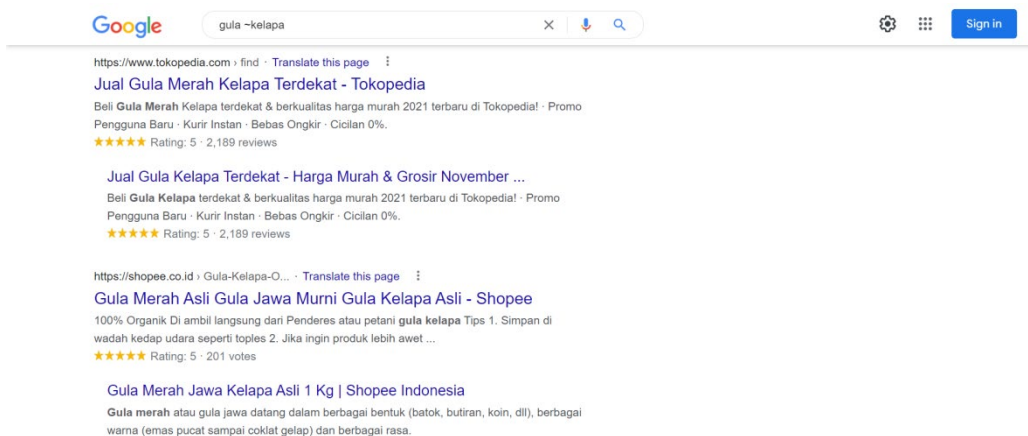 Google
gula ~kelapa
Sign in
https://www.tokopedia.com › find · Translate this page
Jual Gula Merah Kelapa Terdekat - Tokopedia
Beli Gula Merah Kelapa terdekat & berkualitas harga murah 2021 terbaru di Tokopedia! · Promo
Pengguna Baru · Kurir Instan · Bebas Ongkir · Cicilan 0%.
Rating: 5 · 2,189 reviews
Jual Gula Kelapa Terdekat - Harga Murah & Grosir November ...
Beli Gula Kelapa terdekat & berkualitas harga murah 2021 terbaru di Tokopedia! · Promo
Pengguna Baru · Kurir Instan · Bebas Ongkir · Cicilan 0%.
Rating: 5 · 2,189 reviews
https://shopee.co.id › Gula-Kelapa-O... · Translate this page
Gula Merah Asli Gula Jawa Murni Gula Kelapa Asli - Shopee
100% Organik Di ambil langsung dari Penderes atau petani gula kelapa Tips 1. Simpan di
wadah kedap udara seperti toples 2. Jika ingin produk lebih awet ...
Rating: 5 · 201 votes
Gula Merah Jawa Kelapa Asli 1 Kg | Shopee Indonesia
Gula merah atau gula jawa datang dalam berbagai bentuk (batok, butiran, koin, dll), berbagai
warna (emas pucat sampai coklat gelap) dan berbagai rasa.